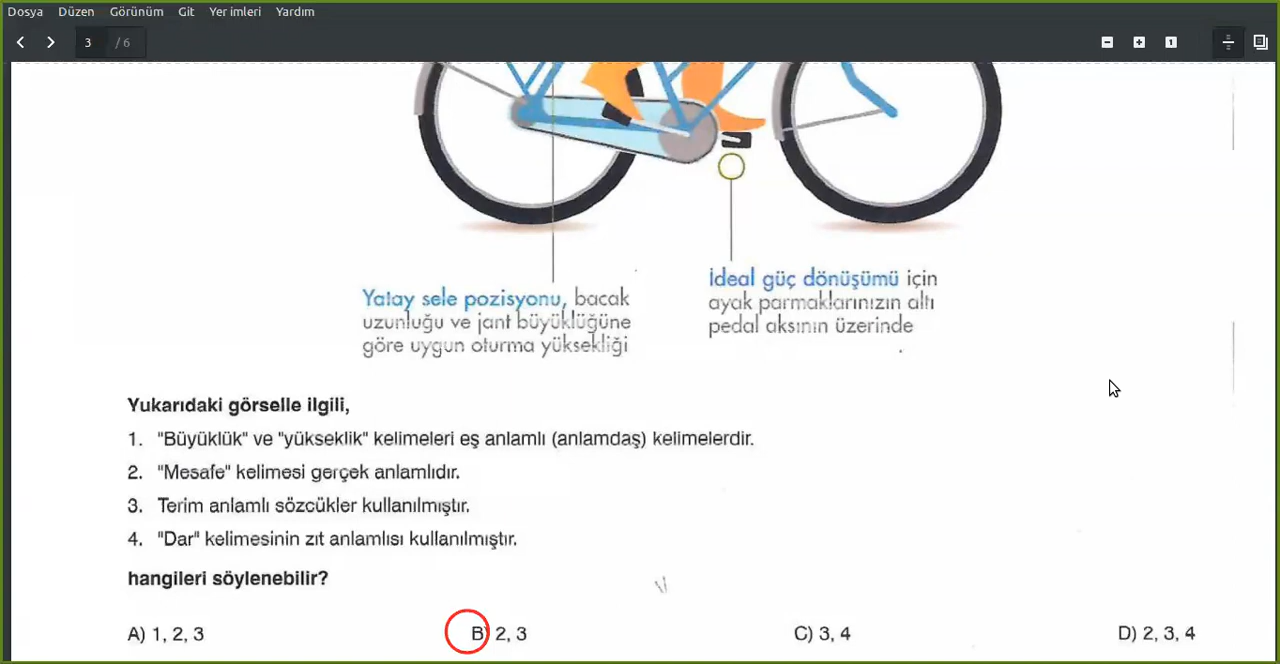 Dosya Düzen Görünüm Git Yer imleri Yardım
3 / 6
Yatay sele pozisyonu, bacak
uzunluğu ve jant büyüklüğüne
göre uygun oturma yüksekliği
İdeal güç dönüşümü için
ayak parmaklarınızın altı
pedal aksının üzerinde
Yukarıdaki görselle ilgili,
1. "Büyüklük" ve "yükseklik" kelimeleri eş anlamlı (anlamdaş) kelimelerdir.
2. "Mesafe" kelimesi gerçek anlamlıdır.
3. Terim anlamlı sözcükler kullanılmıştır.
4. "Dar" kelimesinin zıt anlamlısı kullanılmıştır.
hangileri söylenebilir?
A) 1, 2, 3 B) 2, 3 C) 3, 4 D) 2, 3, 4